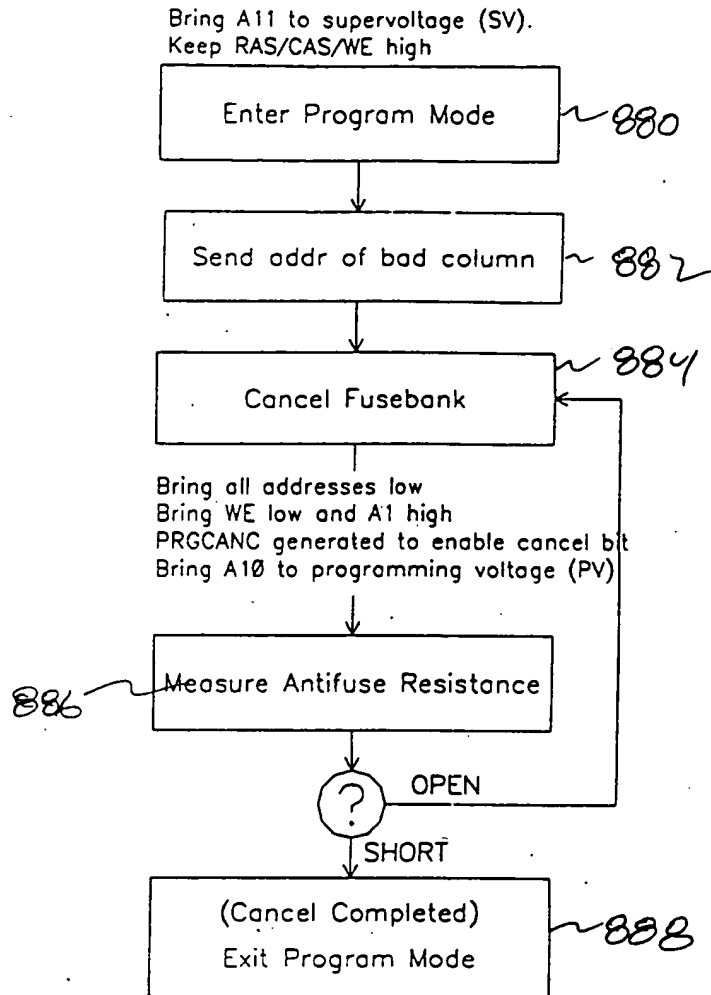 Bring A11 to supervoltage (SV).
Keep RAS/CAS/WE high
Enter Program Mode
880
Send addr of bad column
882
884
Cancel Fusebank
Bring all addresses low
Bring WE low and A1 high
PRGCANC generated to enable cancel bit
Bring A10 to programming voltage (PV)
Measure Antifuse Resistance
886
?
OPEN
SHORT
(Cancel Completed)
Exit Program Mode
888